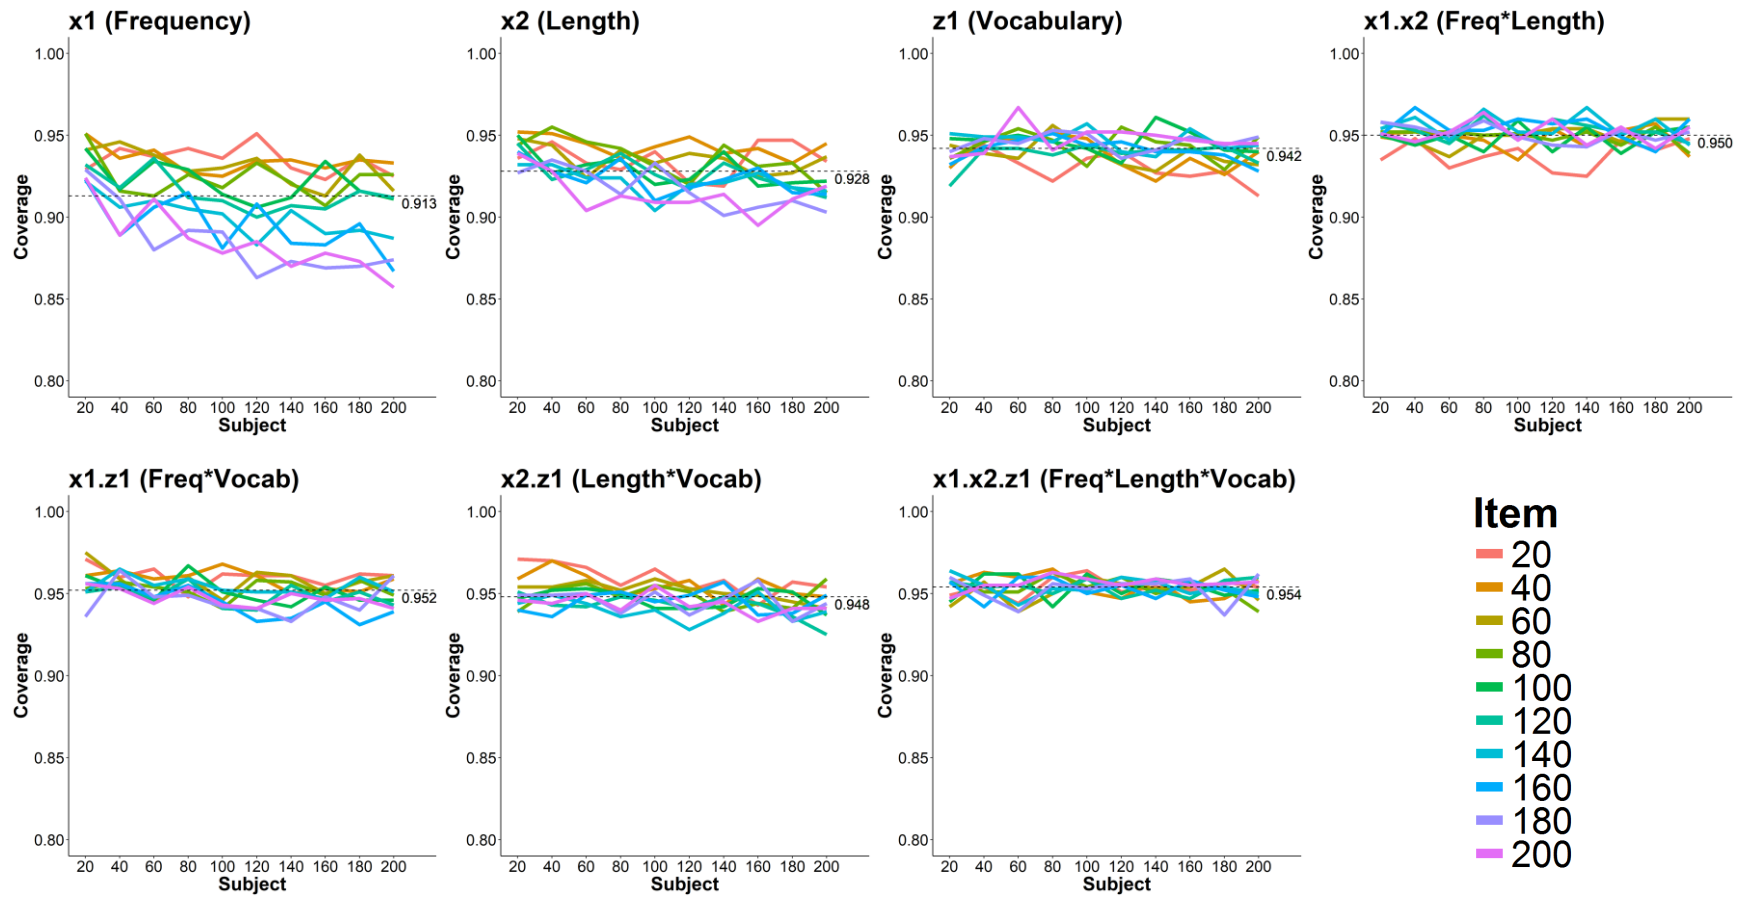 x1 (Frequency)
x2 (Length)
z1 (Vocabulary)
x1.x2 (Freq*Length)
1.00
0.95
0.90
0.85
0.80
Coverage
0.913
20 40 60 80 100 120 140 160 180 200
Subject
1.00
0.95
0.90
0.85
0.80
Coverage
0.928
20 40 60 80 100 120 140 160 180 200
Subject
1.00
0.95
0.90
0.85
0.80
Coverage
0.942
20 40 60 80 100 120 140 160 180 200
Subject
1.00
0.95
0.90
0.85
0.80
Coverage
0.950
20 40 60 80 100 120 140 160 180 200
Subject
x1.z1 (Freq*Vocab)
x2.z1 (Length*Vocab)
x1.x2.z1 (Freq*Length*Vocab)
1.00
0.95
0.90
0.85
0.80
Coverage
0.952
20 40 60 80 100 120 140 160 180 200
Subject
1.00
0.95
0.90
0.85
0.80
Coverage
0.948
20 40 60 80 100 120 140 160 180 200
Subject
1.00
0.95
0.90
0.85
0.80
Coverage
0.954
20 40 60 80 100 120 140 160 180 200
Subject
Item
20
40
60
80
100
120
140
160
180
200